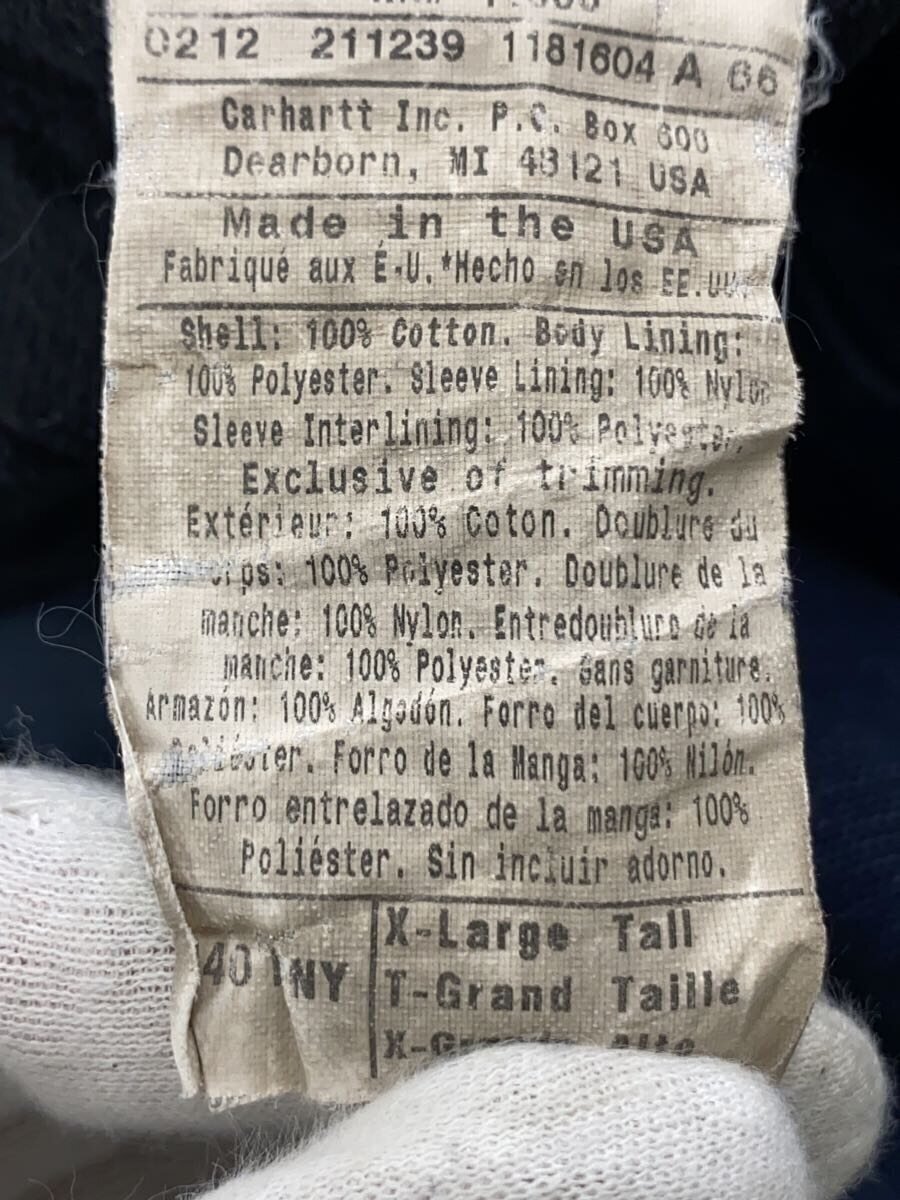 0212 211239 1181604 A 66
Carhartt Inc. P.O. Box 600
Dearborn, MI 48121 USA
Made in the USA
Fabriqué aux É-U.*Hecho en los EE.UU.
Shell: 100% Cotton. Body Lining:
100% Polyester. Sleeve Lining: 100% Nylon
Sleeve Interlining: 100% Polyester,
Exclusive of trimming.
Extérieur: 100% Coton. Doublure du
corps: 100% Polyester. Doublure de la
manche: 100% Nylon. Entredoublure de la
manche: 100% Polyester. Sans garniture.
Armazón: 100% Algodón. Forro del cuerpo: 100%
Poliéster. Forro de la Manga: 100% Nilón.
Forro entrelazado de la manga: 100%
Poliéster. Sin incluir adorno.
X-Large Tall
T-Grand Taille